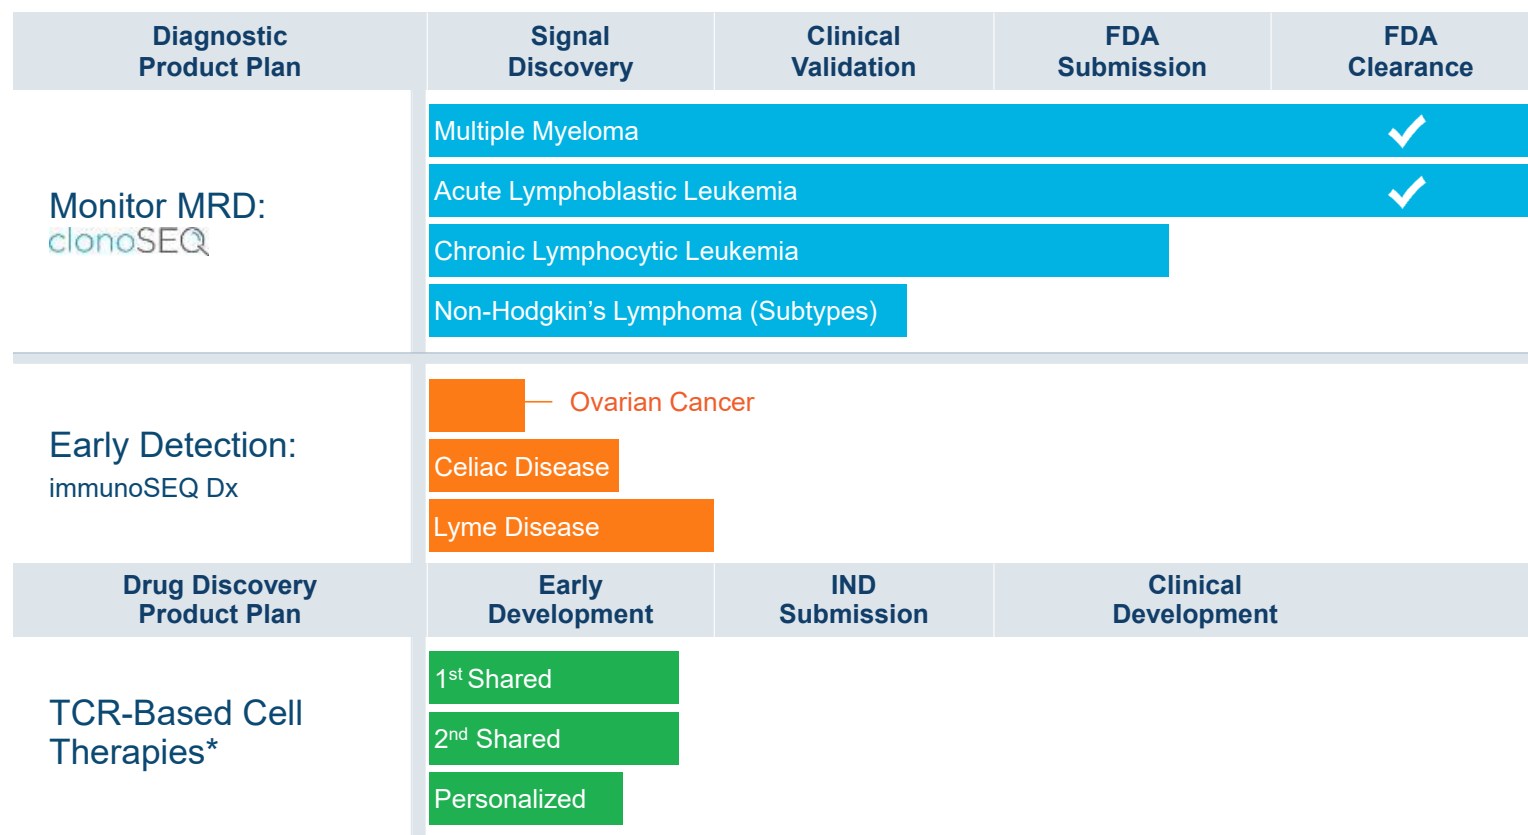 Diagnostic
Product Plan
Signal
Discovery
Clinical
Validation
FDA
Submission
FDA
Clearance
Monitor MRD:
clonoSEQ
Multiple Myeloma
Acute Lymphoblastic Leukemia
Chronic Lymphocytic Leukemia
Non-Hodgkin’s Lymphoma (Subtypes)
Early Detection:
immunoSEQ Dx
Ovarian Cancer
Celiac Disease
Lyme Disease
Drug Discovery
Product Plan
Early
Development
IND
Submission
Clinical
Development
TCR-Based Cell
Therapies*
1st Shared
2nd Shared
Personalized